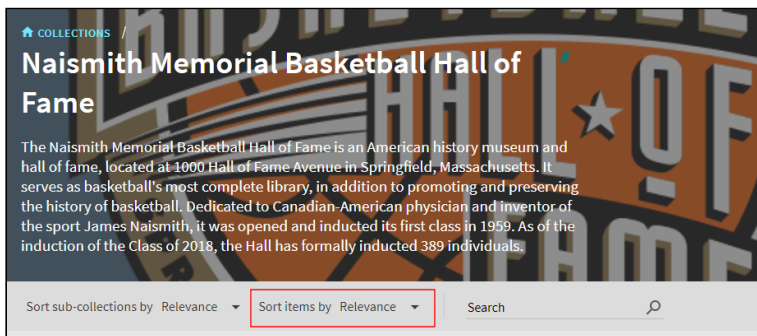 COLLECTIONS /
Naismith Memorial Basketball Hall of
Fame
The Naismith Memorial Basketball Hall of Fame is an American history museum and
hall of fame, located at 1000 Hall of Fame Avenue in Springfield, Massachusetts. It
serves as basketball's most complete library, in addition to promoting and preserving
the history of basketball. Dedicated to Canadian-American physician and inventor of
the sport James Naismith, it was opened and inducted its first class in 1959. As of the
induction of the Class of 2018, the Hall has formally inducted 389 individuals.
HALL OF
FAME
Sort sub-collections by Relevance
Sort items by Relevance
Search